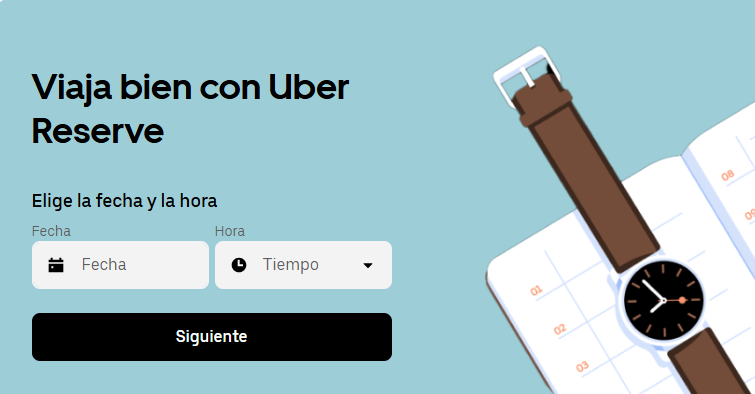 Viaja bien con Uber
Reserve
Elige la fecha y la hora
Fecha
Hora
Fecha
Tiempo
Siguiente
01
02
03
08
09